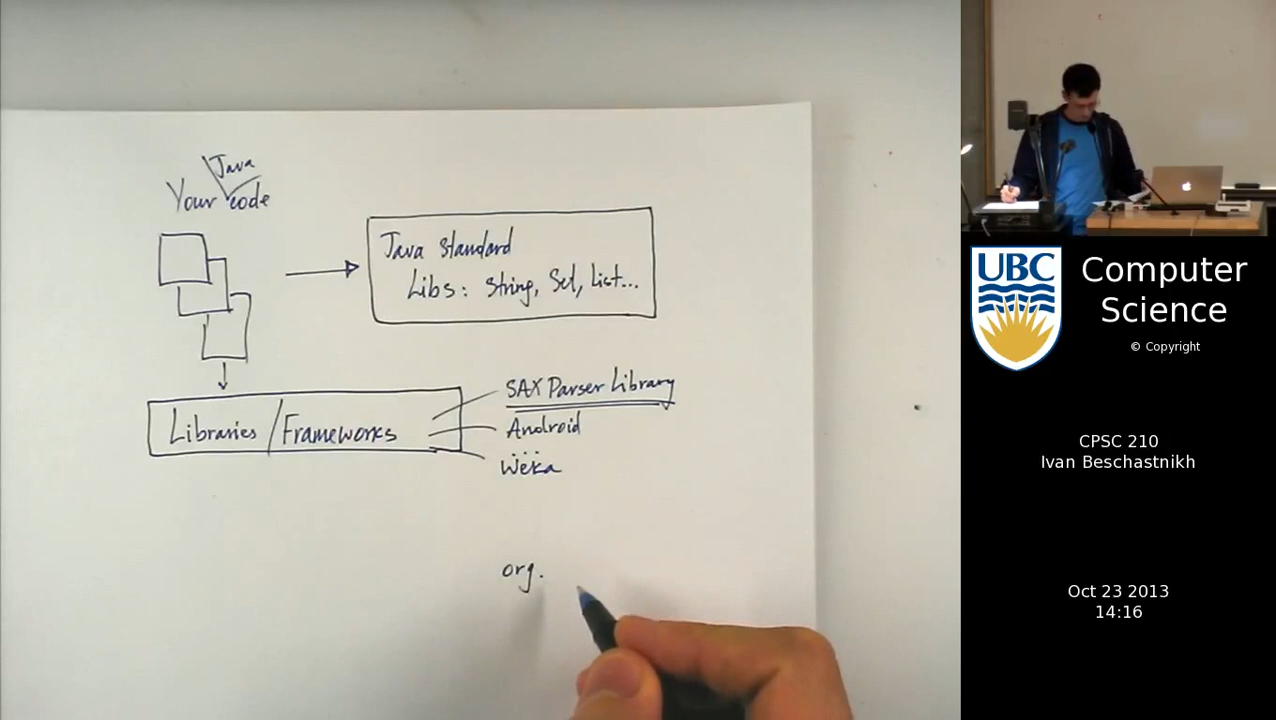 Java
Your code
Java Standard
Libs: String, Set, List...
Libraries / Frameworks
SAX Parser Library
Android
Weka
org.
UBC
Computer
Science
© Copyright
CPSC 210
Ivan Beschastnikh
Oct 23 2013
14:16